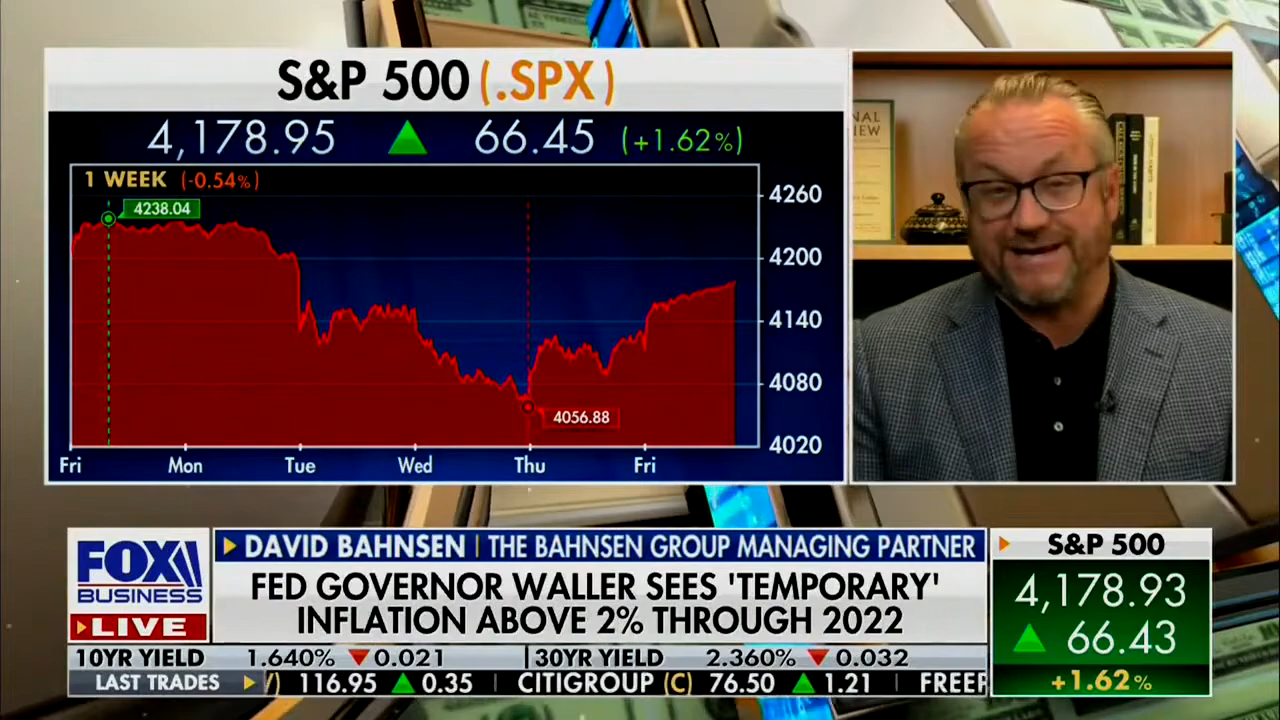 S&P 500 (.SPX)
4,178.95 ▲ 66.45 (+1.62%)
1 WEEK (-0.54%)
4238.04
4056.88
4260
4200
4140
4080
4020
Fri Mon Tue Wed Thu Fri
DAVID BAHNSEN | THE BAHNSEN GROUP MANAGING PARTNER
FED GOVERNOR WALLER SEES 'TEMPORARY'
INFLATION ABOVE 2% THROUGH 2022
FOX
BUSINESS
LIVE
10YR YIELD 1.640% ▼ 0.021 | 30YR YIELD 2.360% ▼ 0.032
LAST TRADES ) 116.95 ▲ 0.35 | CITIGROUP (C) 76.50 ▲ 1.21 | FREEP
S&P 500
4,178.93
▲ 66.43
+1.62%